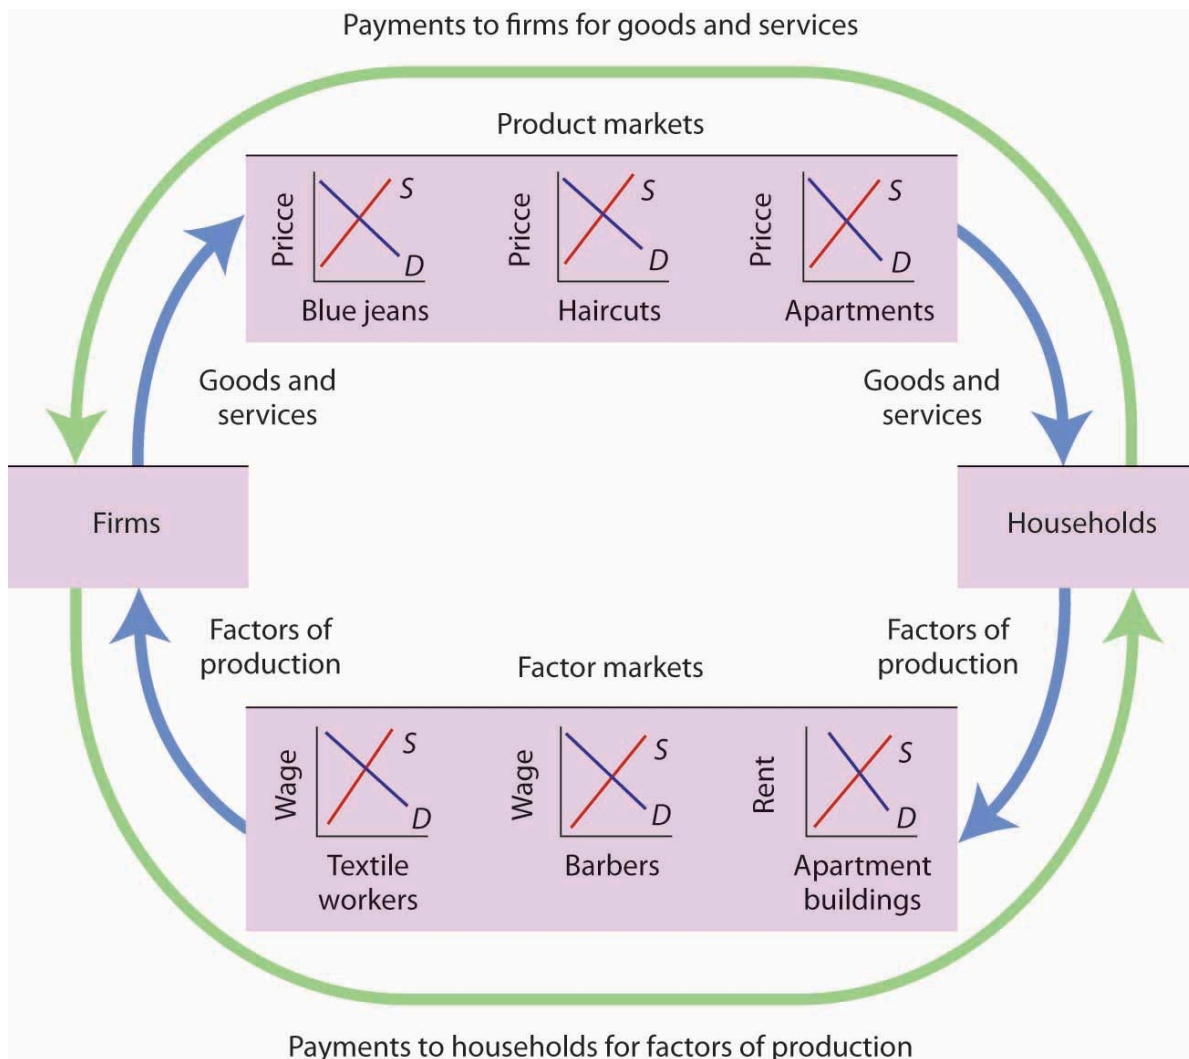 Payments to firms for goods and services
Product markets
Pricce
S
D
Blue jeans
Pricce
S
D
Haircuts
Pricce
S
D
Apartments
Goods and
services
Goods and
services
Firms
Households
Factors of
production
Factors of
production
Factor markets
Wage
S
D
Textile
workers
Wage
S
D
Barbers
Rent
S
D
Apartment
buildings
Payments to households for factors of production